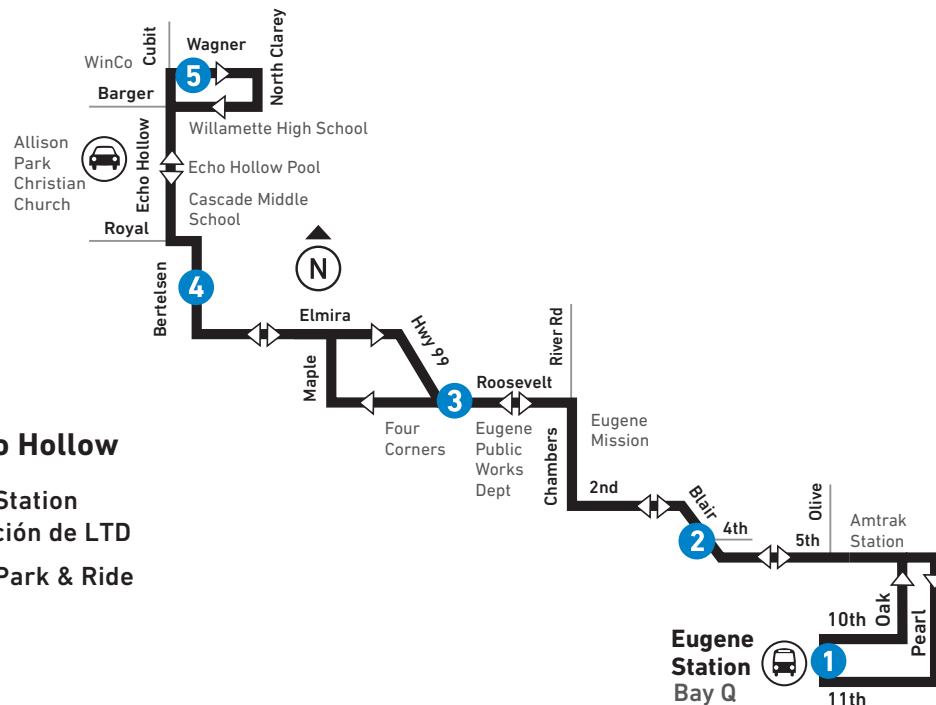 Cubit
Wagner
North Clarey
WinCo
5
Barger
Willamette High School
Allison
Park
Christian
Church
Echo Hollow
Echo Hollow Pool
Cascade Middle
School
Royal
N
Bertelsen
4
Elmira
Hwy 99
River Rd
Maple
3
Roosevelt
Four
Corners
Eugene
Public
Works
Dept
Chambers
Eugene
Mission
o Hollow
Station
ción de LTD
Park & Ride
2nd
Blair
2
4th
5th
Olive
Amtrak
Station
10th
Oak
Pearl
Eugene
Station
Bay Q
1
11th